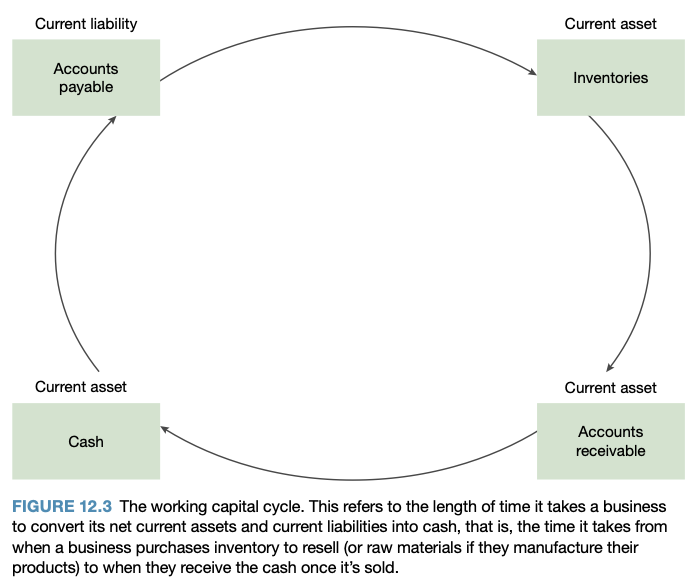 Current liability
Accounts
payable
Current asset
Inventories
Current asset
Cash
Current asset
Accounts
receivable
FIGURE 12.3 The working capital cycle. This refers to the length of time it takes a business
to convert its net current assets and current liabilities into cash, that is, the time it takes from
when a business purchases inventory to resell (or raw materials if they manufacture their
products) to when they receive the cash once it’s sold.